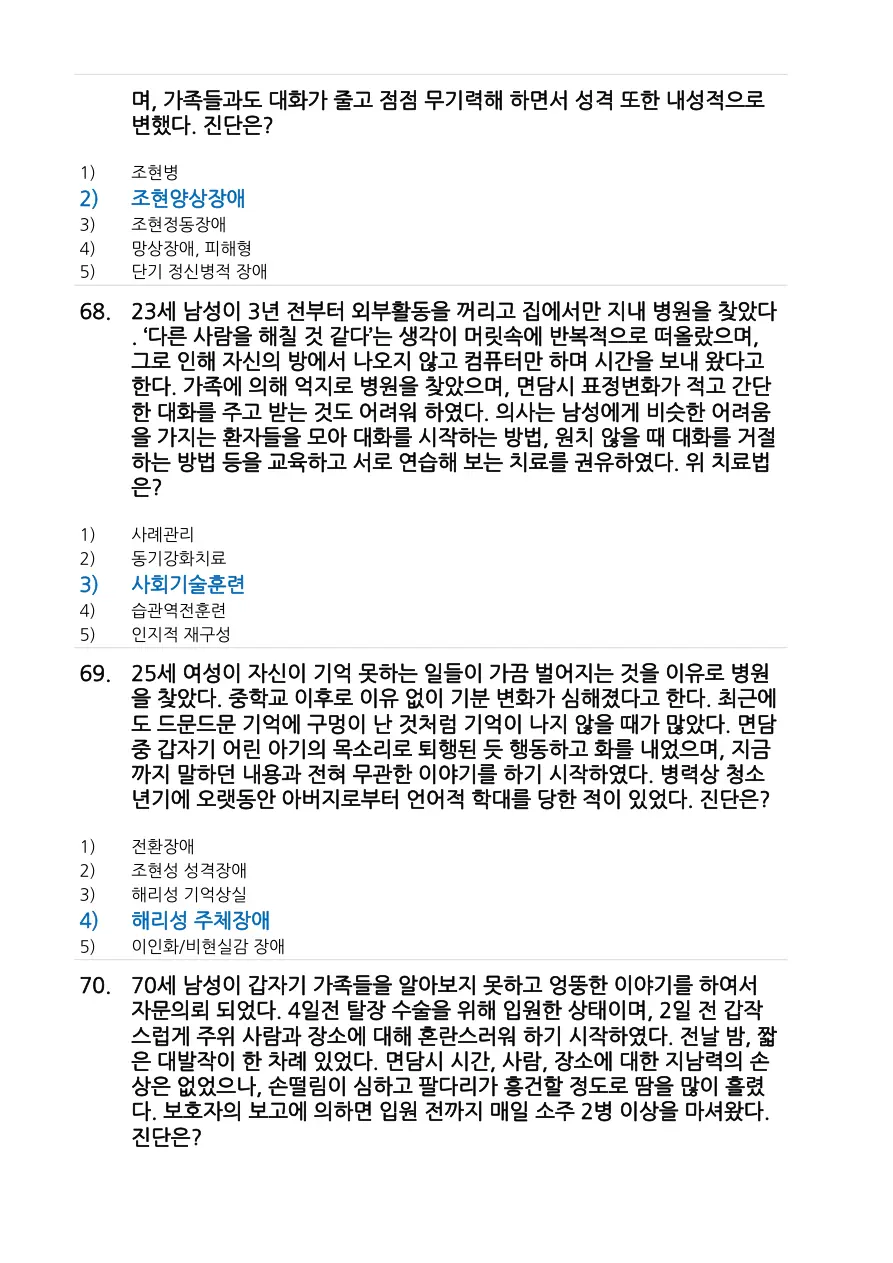 며, 가족들과도 대화가 줄고 점점 무기력해 하면서 성격 또한 내성적으로
변했다. 진단은?
1) 조현병
2) 조현양상장애
3) 조현정동장애
4) 망상장애, 피해형
5) 단기 정신병적 장애
68. 23세 남성이 3년 전부터 외부활동을 꺼리고 집에서만 지내 병원을 찾았다
. ‘다른 사람을 해칠 것 같다’는 생각이 머릿속에 반복적으로 떠올랐으며,
그로 인해 자신의 방에서 나오지 않고 컴퓨터만 하며 시간을 보내 왔다고
한다. 가족에 의해 억지로 병원을 찾았으며, 면담시 표정변화가 적고 간단
한 대화를 주고 받는 것도 어려워 하였다. 의사는 남성에게 비슷한 어려움
을 가지는 환자들을 모아 대화를 시작하는 방법, 원치 않을 때 대화를 거절
하는 방법 등을 교육하고 서로 연습해 보는 치료를 권유하였다. 위 치료법
은?
1) 사례관리
2) 동기강화치료
3) 사회기술훈련
4) 습관역전훈련
5) 인지적 재구성
69. 25세 여성이 자신이 기억 못하는 일들이 가끔 벌어지는 것을 이유로 병원
을 찾았다. 중학교 이후로 이유 없이 기분 변화가 심해졌다고 한다. 최근에
도 드문드문 기억에 구멍이 난 것처럼 기억이 나지 않을 때가 많았다. 면담
중 갑자기 어린 아기의 목소리로 퇴행된 듯 행동하고 화를 내었으며, 지금
까지 말하던 내용과 전혀 무관한 이야기를 하기 시작하였다. 병력상 청소
년기에 오랫동안 아버지로부터 언어적 학대를 당한 적이 있었다. 진단은?
1) 전환장애
2) 조현성 성격장애
3) 해리성 기억상실
4) 해리성 주체장애
5) 이인화/비현실감 장애
70. 70세 남성이 갑자기 가족들을 알아보지 못하고 엉뚱한 이야기를 하여서
자문의뢰 되었다. 4일전 탈장 수술을 위해 입원한 상태이며, 2일 전 갑작
스럽게 주위 사람과 장소에 대해 혼란스러워 하기 시작하였다. 전날 밤, 짧
은 대발작이 한 차례 있었다. 면담시 시간, 사람, 장소에 대한 지남력의 손
상은 없었으나, 손떨림이 심하고 팔다리가 흥건할 정도로 땀을 많이 흘렸
다. 보호자의 보고에 의하면 입원 전까지 매일 소주 2병 이상을 마셔왔다.
진단은?